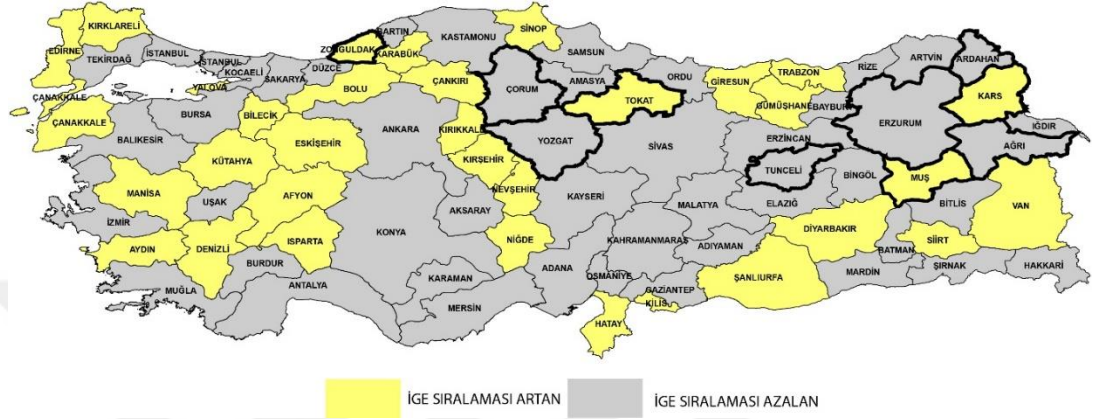 KIRKLARELİ
EDİRNE
TEKİRDAĞ
İSTANBUL
İSTANBUL
KOCAELİ
YALOVA
SAKARYA
DÜZCE
ZONGULDAK
BARTIN
KARABÜK
KASTAMONU
SİNOP
SAMSUN
ORDU
GİRESUN
TRABZON
RİZE
ARTVİN
ARDAHAN
ÇANAKKALE
ÇANAKKALE
BALIKESİR
BURSA
BİLECİK
BOLU
ÇANKIRI
ÇORUM
AMASYA
TOKAT
GÜMÜŞHANE
BAYBURT
ERZURUM
KARS
IĞDIR
AĞRI
KÜTAHYA
ESKİŞEHİR
ANKARA
KIRIKKALE
YOZGAT
SİVAS
ERZİNCAN
TUNCELİ
BİNGÖL
MUŞ
KIRŞEHİR
NEVŞEHİR
KAYSERİ
MALATYA
ELAZIĞ
BİTLİS
VAN
MANİSA
UŞAK
AFYON
İZMİR
AYDIN
DENİZLİ
ISPARTA
KONYA
AKSARAY
NİĞDE
KAHRAMANMARAŞ
ADIYAMAN
DİYARBAKIR
BATMAN
SİİRT
ŞIRNAK
HAKKARİ
BURDUR
MUĞLA
ANTALYA
KARAMAN
MERSİN
ADANA
OSMANİYE
GAZİANTEP
KİLİS
HATAY
ŞANLIURFA
MARDİN
İGE SIRALAMASI ARTAN
İGE SIRALAMASI AZALAN